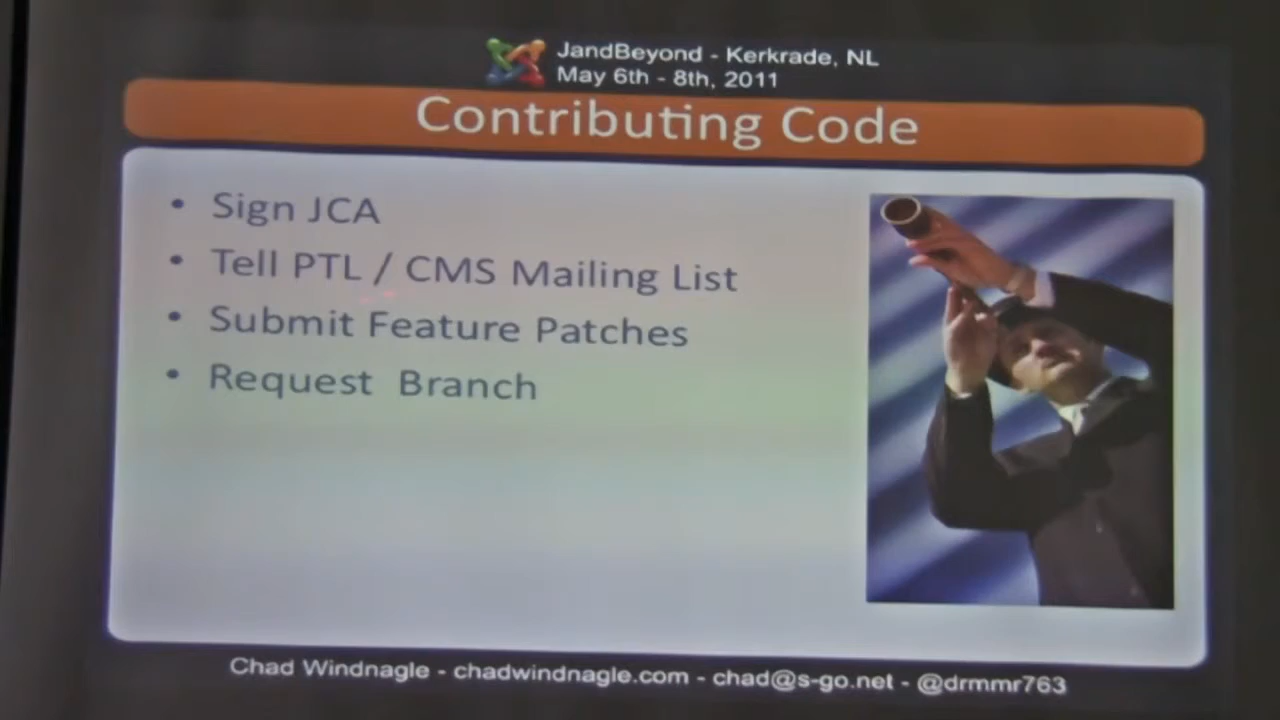 JandBeyond - Kerkrade, NL
May 6th - 8th, 2011
Contributing Code
• Sign JCA
• Tell PTL / CMS Mailing List
• Submit Feature Patches
• Request Branch
Chad Windnagle - chadwindnagle.com - chad@s-go.net - @drmmr763